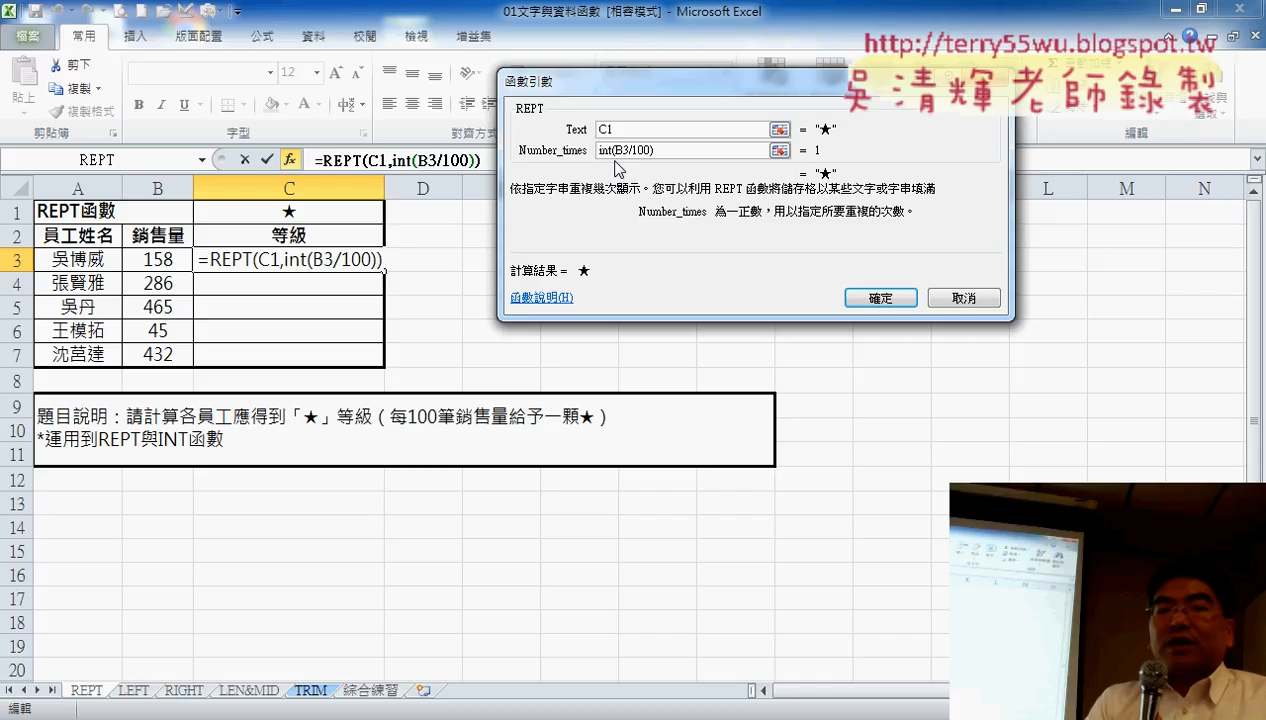 01文字與資料函數 [相容模式] - Microsoft Excel
http://terry55wu.blogspot.tw
吳清輝老師錄製
檔案 常用 插入 版面配置 公式 資料 校閱 檢視 增益集
剪下
複製
複製格式
貼上
12
B I U
剪貼簿 字型 對齊方式 編輯
REPT =REPT(C1,int(B3/100))
函數引數
REPT
Text C1 = "★"
Number_times int(B3/100) = 1
= "★"
依指定字串重複幾次顯示。您可以利用 REPT 函數將儲存格以某些文字或字串填滿
Number_times 為一正數，用以指定所要重複的次數。
計算結果 = ★
函數說明(H) 確定 取消
A B C D L M N
1 REPT函數 ★
2 員工姓名 銷售量 等級
3 吳博威 158 =REPT(C1,int(B3/100))
4 張賢雅 286
5 吳丹 465
6 王模拓 45
7 沈莒達 432
8
9 題目說明：請計算各員工應得到「★」等級（每100筆銷售量給予一顆★）
10 *運用到REPT與INT函數
11
12
13
14
15
16
17
18
19
20
REPT LEFT RIGHT LEN&MID TRIM 綜合練習
編輯